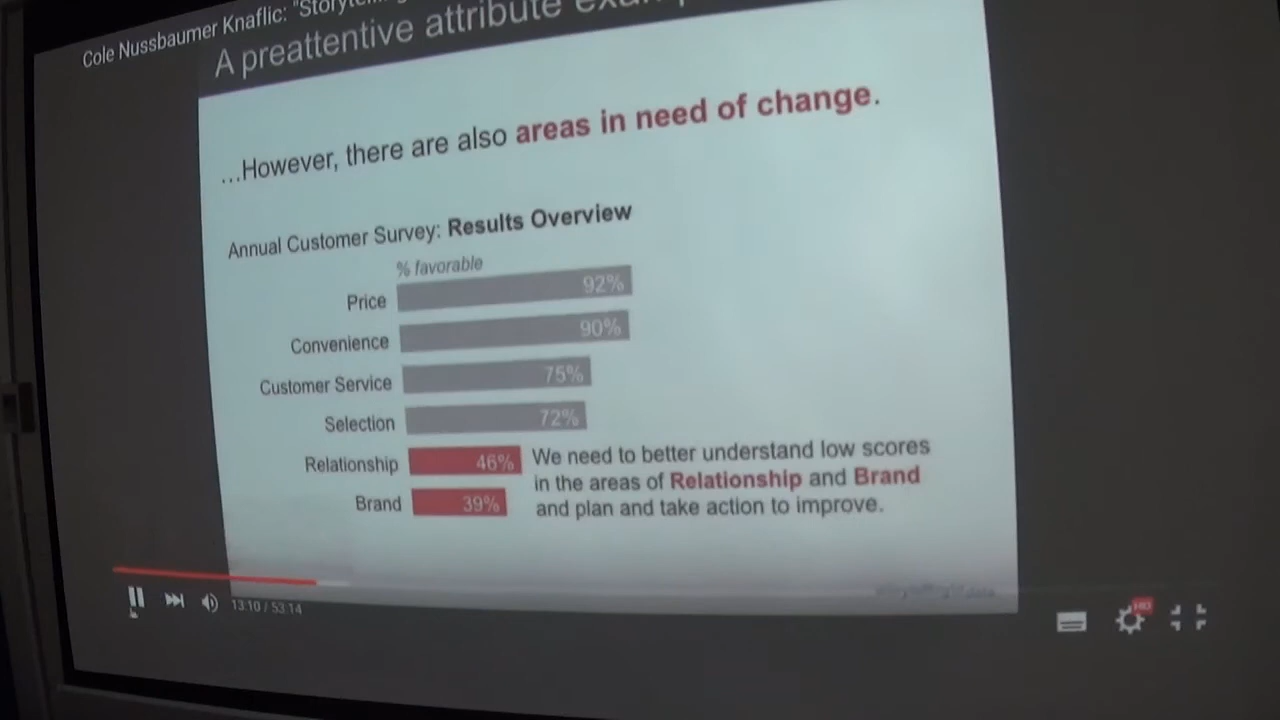 Cole Nussbaumer Knaflic:
A preattentive attribute
...However, there are also areas in need of change.
Annual Customer Survey: Results Overview
% favorable
Price 92%
Convenience 90%
Customer Service 75%
Selection 72%
Relationship 46%
Brand 39%
We need to better understand low scores
in the areas of Relationship and Brand
and plan and take action to improve.
13:10 / 53:14
HD